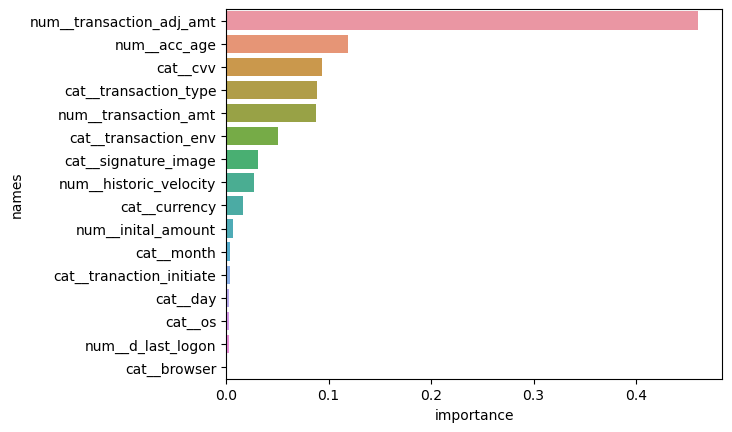 num__transaction_adj_amt
num__acc_age
cat__cvv
cat__transaction_type
num__transaction_amt
cat__transaction_env
cat__signature_image
num__historic_velocity
cat__currency
num__inital_amount
cat__month
cat__tranaction_initiate
cat__day
cat__os
num__d_last_logon
cat__browser
names
0.0 0.1 0.2 0.3 0.4
importance